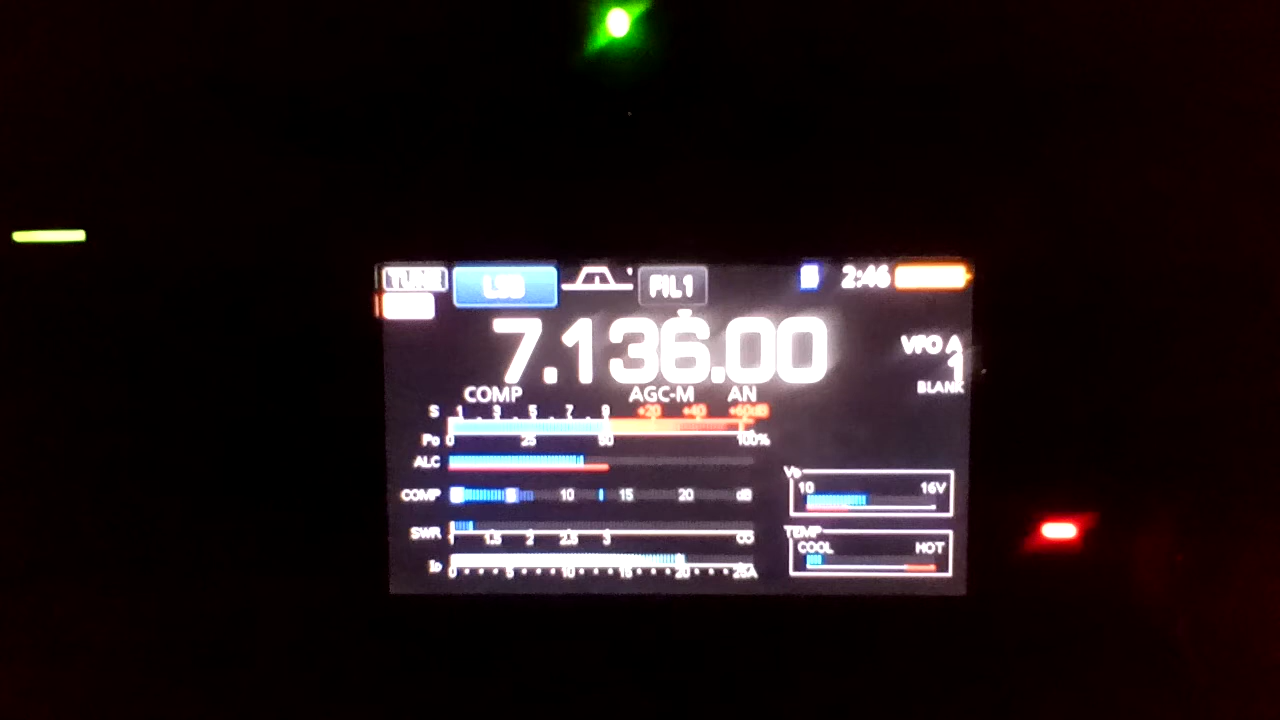 TUNE LSB FIL1 2:46
7.136.00
VFO A
1
BLANK
COMP AGC-M AN
S 1 3 5 7 9 +20 +40 +60dB
Po 0 25 50 100%
ALC
COMP 10 15 20 dB
SWR 1 1.5 2 2.5 3 ∞
ID 0 5 10 15 20 25A
VD
10 16V
TEMP
COOL HOT